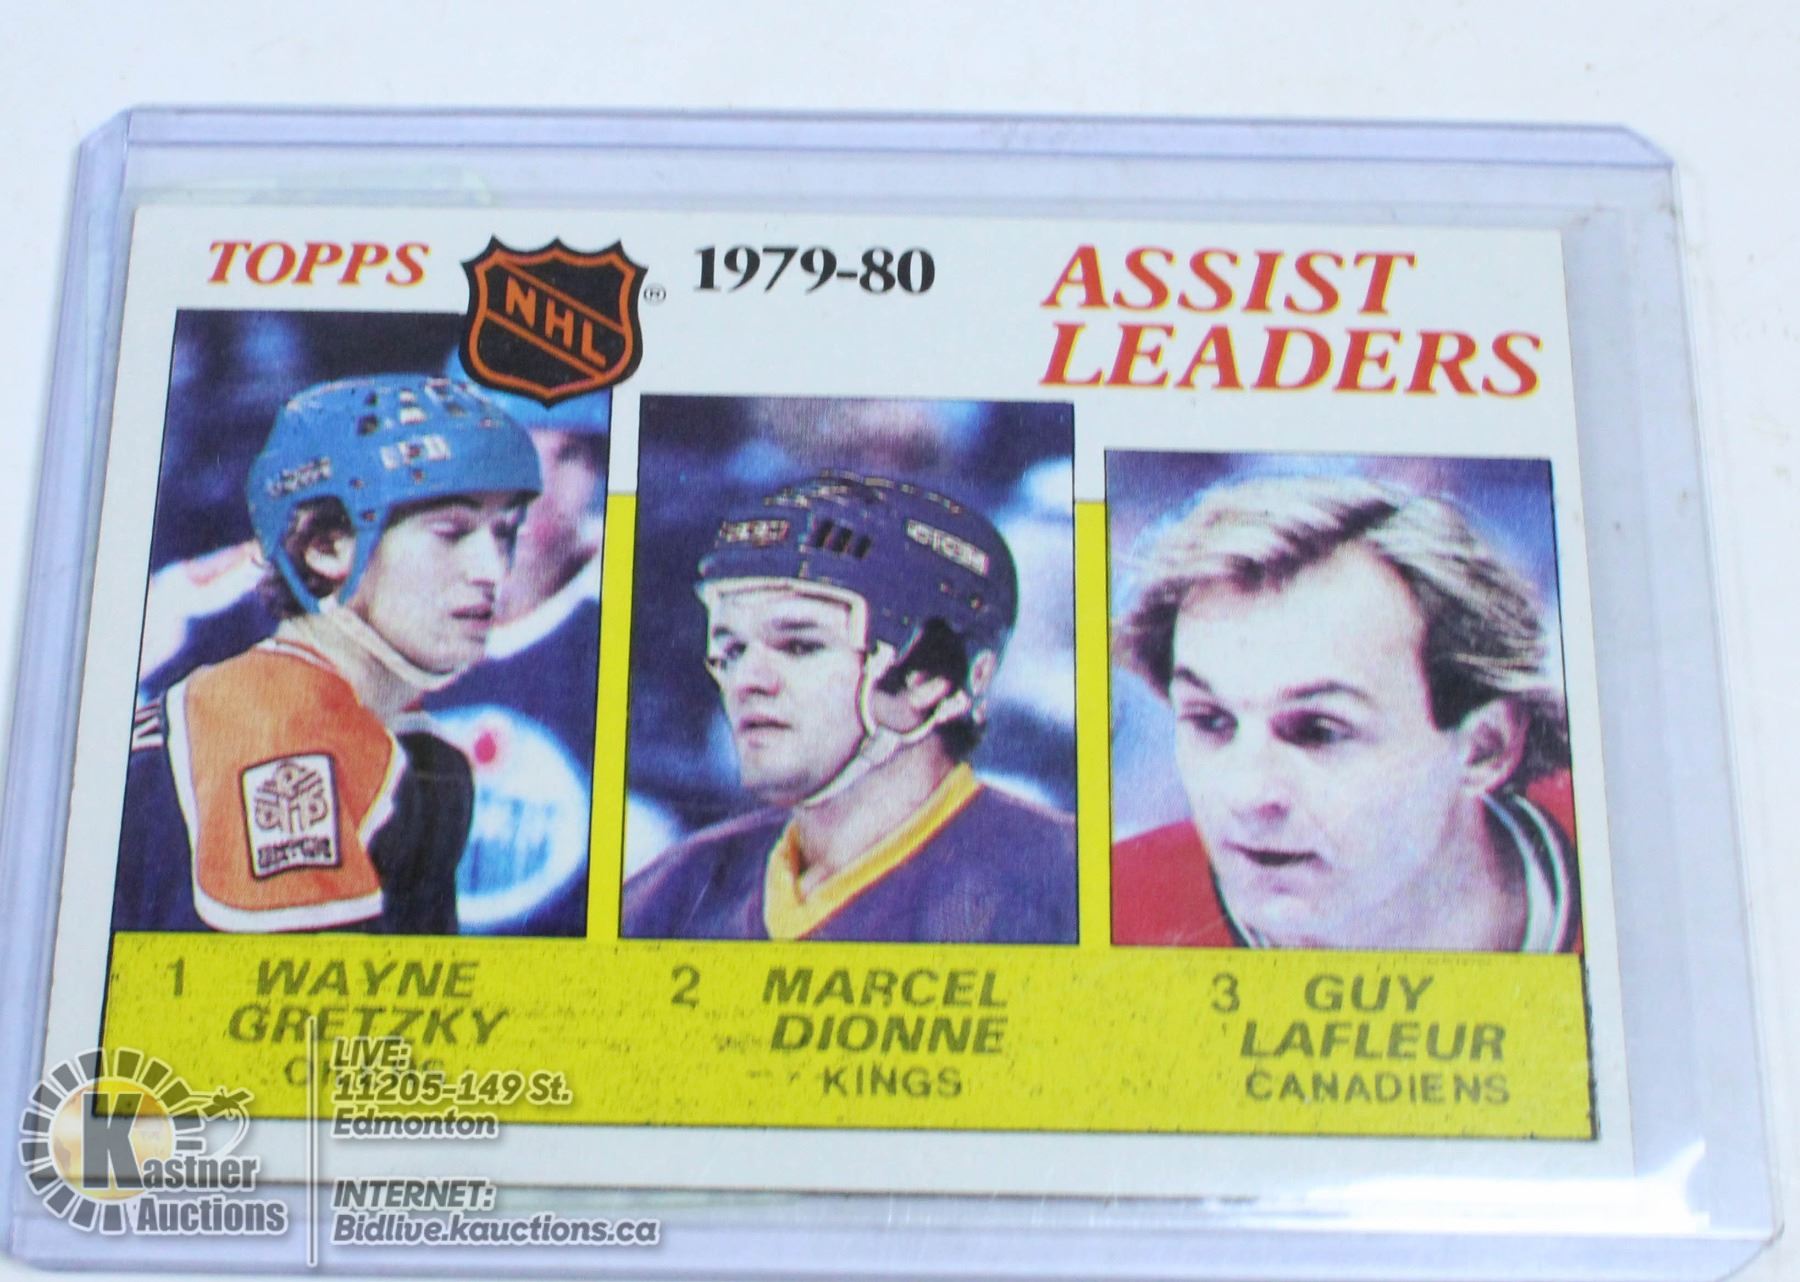 TOPPS
NHL
1979-80
ASSIST
LEADERS
1 WAYNE
GRETZKY
2 MARCEL
DIONNE
KINGS
3 GUY
LAFLEUR
CANADIENS
Kastner
Auctions
LIVE:
11205-149 St.
Edmonton
INTERNET:
Bidlive.kauctions.ca